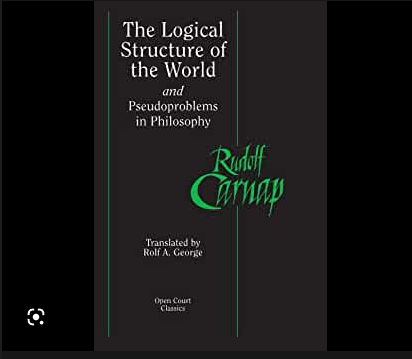 The Logical
Structure of
the World
and
Pseudoproblems
in Philosophy
Rudolf
Carnap
Translated by
Rolf A. George
Open Court
Classics